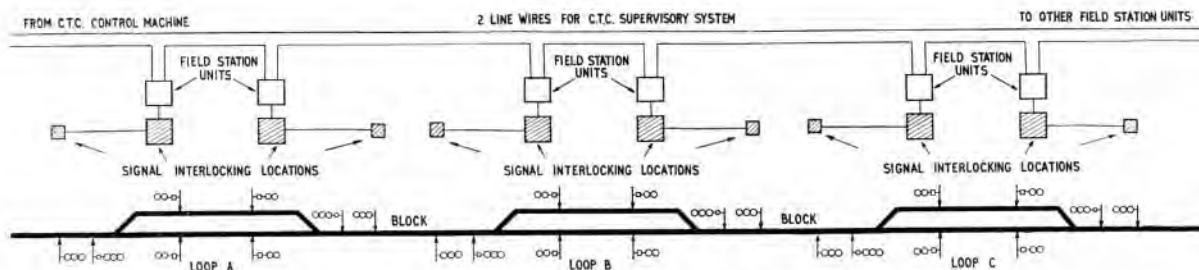 FROM C.T.C. CONTROL MACHINE
2 LINE WIRES FOR C.T.C. SUPERVISORY SYSTEM
TO OTHER FIELD STATION UNITS
FIELD STATION
UNITS
FIELD STATION
UNITS
FIELD STATION
UNITS
SIGNAL INTERLOCKING LOCATIONS
SIGNAL INTERLOCKING LOCATIONS
SIGNAL INTERLOCKING LOCATIONS
BLOCK
BLOCK
LOOP A
LOOP B
LOOP C